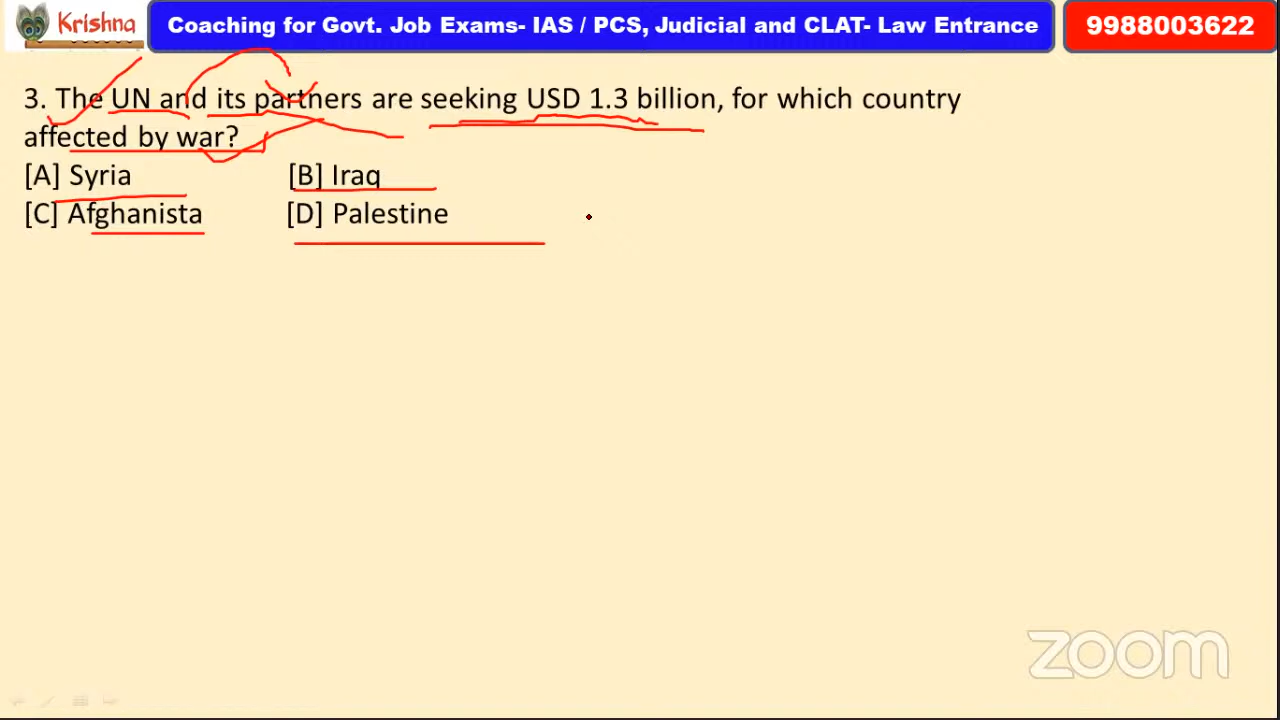 Krishna
Coaching for Govt. Job Exams- IAS / PCS, Judicial and CLAT- Law Entrance
9988003622
3. The UN and its partners are seeking USD 1.3 billion, for which country
affected by war?
[A] Syria [B] Iraq
[C] Afghanista [D] Palestine
zoom